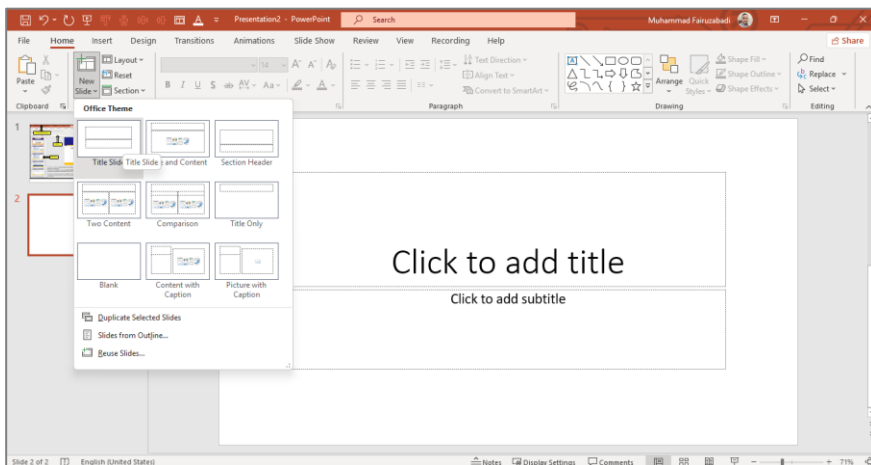 Presentation2 - PowerPoint
Search
Muhammad Fairuzabadi
File Home Insert Design Transitions Animations Slide Show Review View Recording Help
Share
Paste
New Slide
Layout
Reset
Section
14
Text Direction
Align Text
Convert to SmartArt
Arrange
Quick Styles
Shape Fill
Shape Outline
Shape Effects
Find
Replace
Select
Clipboard
Paragraph
Drawing
Editing
Office Theme
Title Slide
Title Slide
and Content
Section Header
Two Content
Comparison
Title Only
Blank
Content with Caption
Picture with Caption
Duplicate Selected Slides
Slides from Outline...
Reuse Slides...
1
2
Click to add title
Click to add subtitle
Slide 2 of 2
English (United States)
Notes
Display Settings
Comments
71%